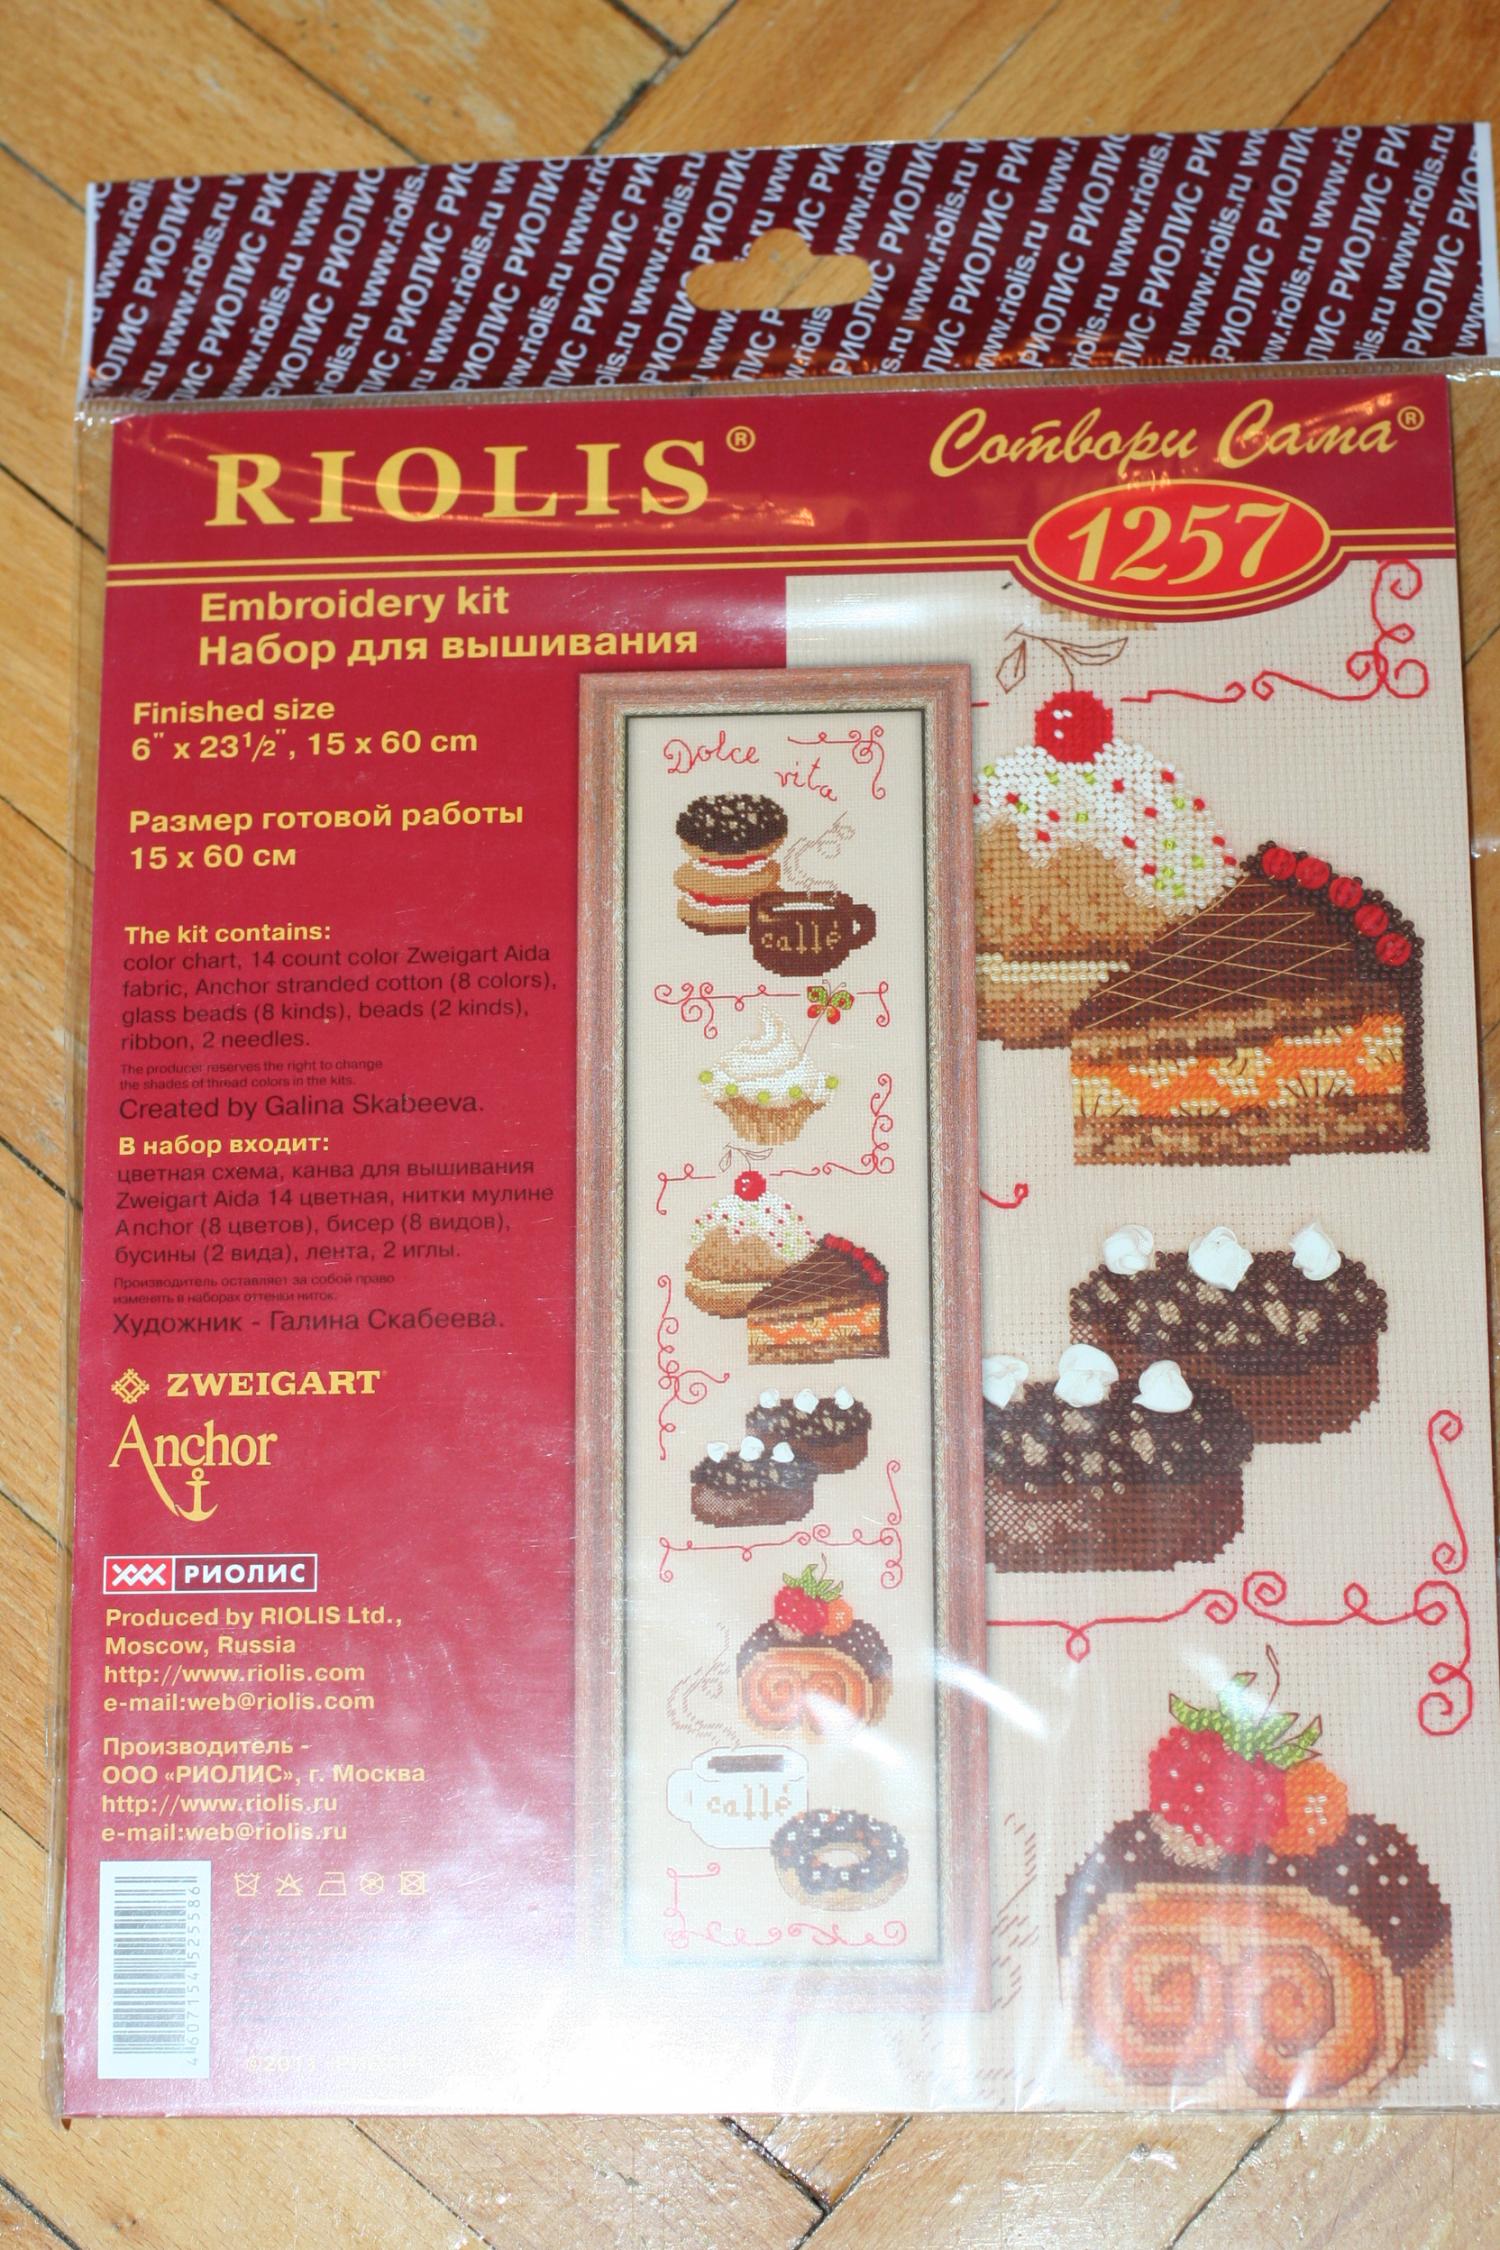 РИОЛИС www.riolis.ru
RIOLIS®
Сотвори Сама®
1257
Embroidery kit
Набор для вышивания
Finished size
6" x 23 1/2", 15 x 60 cm
Размер готовой работы
15 x 60 см
The kit contains:
color chart, 14 count color Zweigart Aida
fabric, Anchor stranded cotton (8 colors),
glass beads (8 kinds), beads (2 kinds),
ribbon, 2 needles.
The producer reserves the right to change
the shades of thread colors in the kits.
Created by Galina Skabeeva.
В набор входит:
цветная схема, канва для вышивания
Zweigart Aida 14 цветная, нитки мулине
Anchor (8 цветов), бисер (8 видов),
бусины (2 вида), лента, 2 иглы.
Производитель оставляет за собой право
изменять в наборах оттенки ниток.
Художник - Галина Скабеева.
ZWEIGART
Anchor
РИОЛИС
Produced by RIOLIS Ltd.,
Moscow, Russia
http://www.riolis.com
e-mail:web@riolis.com
Производитель -
ООО «РИОЛИС», г. Москва
http://www.riolis.ru
e-mail:web@riolis.ru
4607154525586
Dolce
vita
caffé
caffé